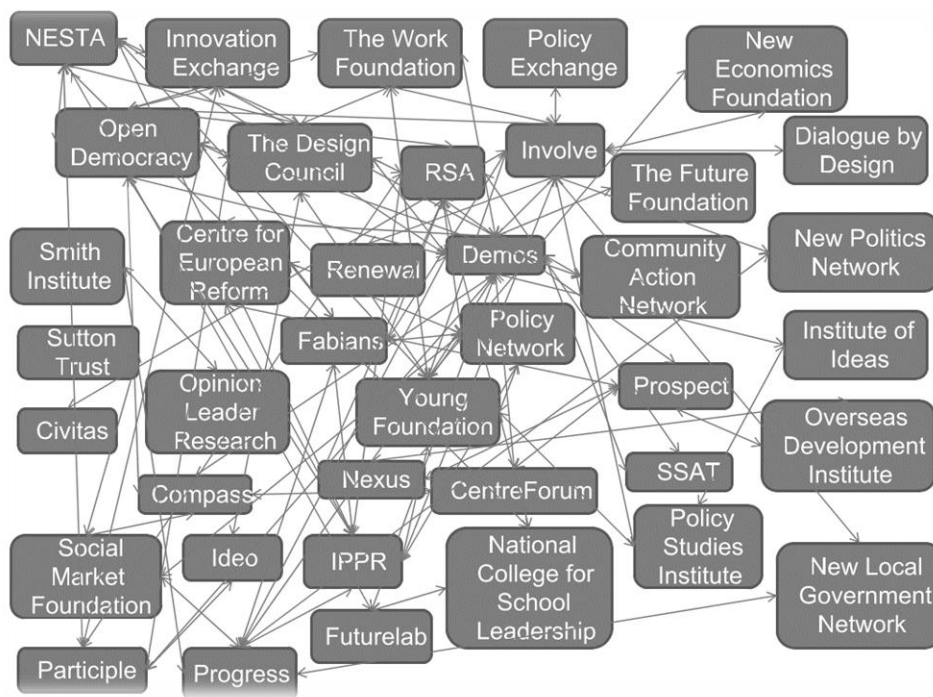 NESTA
Innovation
Exchange
The Work
Foundation
Policy
Exchange
New
Economics
Foundation
Open
Democracy
The Design
Council
RSA
Involve
Dialogue by
Design
The Future
Foundation
Smith
Institute
Centre for
European
Reform
Renewal
Demos
Community
Action
Network
New Politics
Network
Sutton
Trust
Fabians
Policy
Network
Institute of
Ideas
Civitas
Opinion
Leader
Research
Young
Foundation
Prospect
Overseas
Development
Institute
Compass
Nexus
CentreForum
SSAT
Social
Market
Foundation
Ideo
IPPR
National
College for
School
Leadership
Policy
Studies
Institute
New Local
Government
Network
Participle
Progress
Futurelab